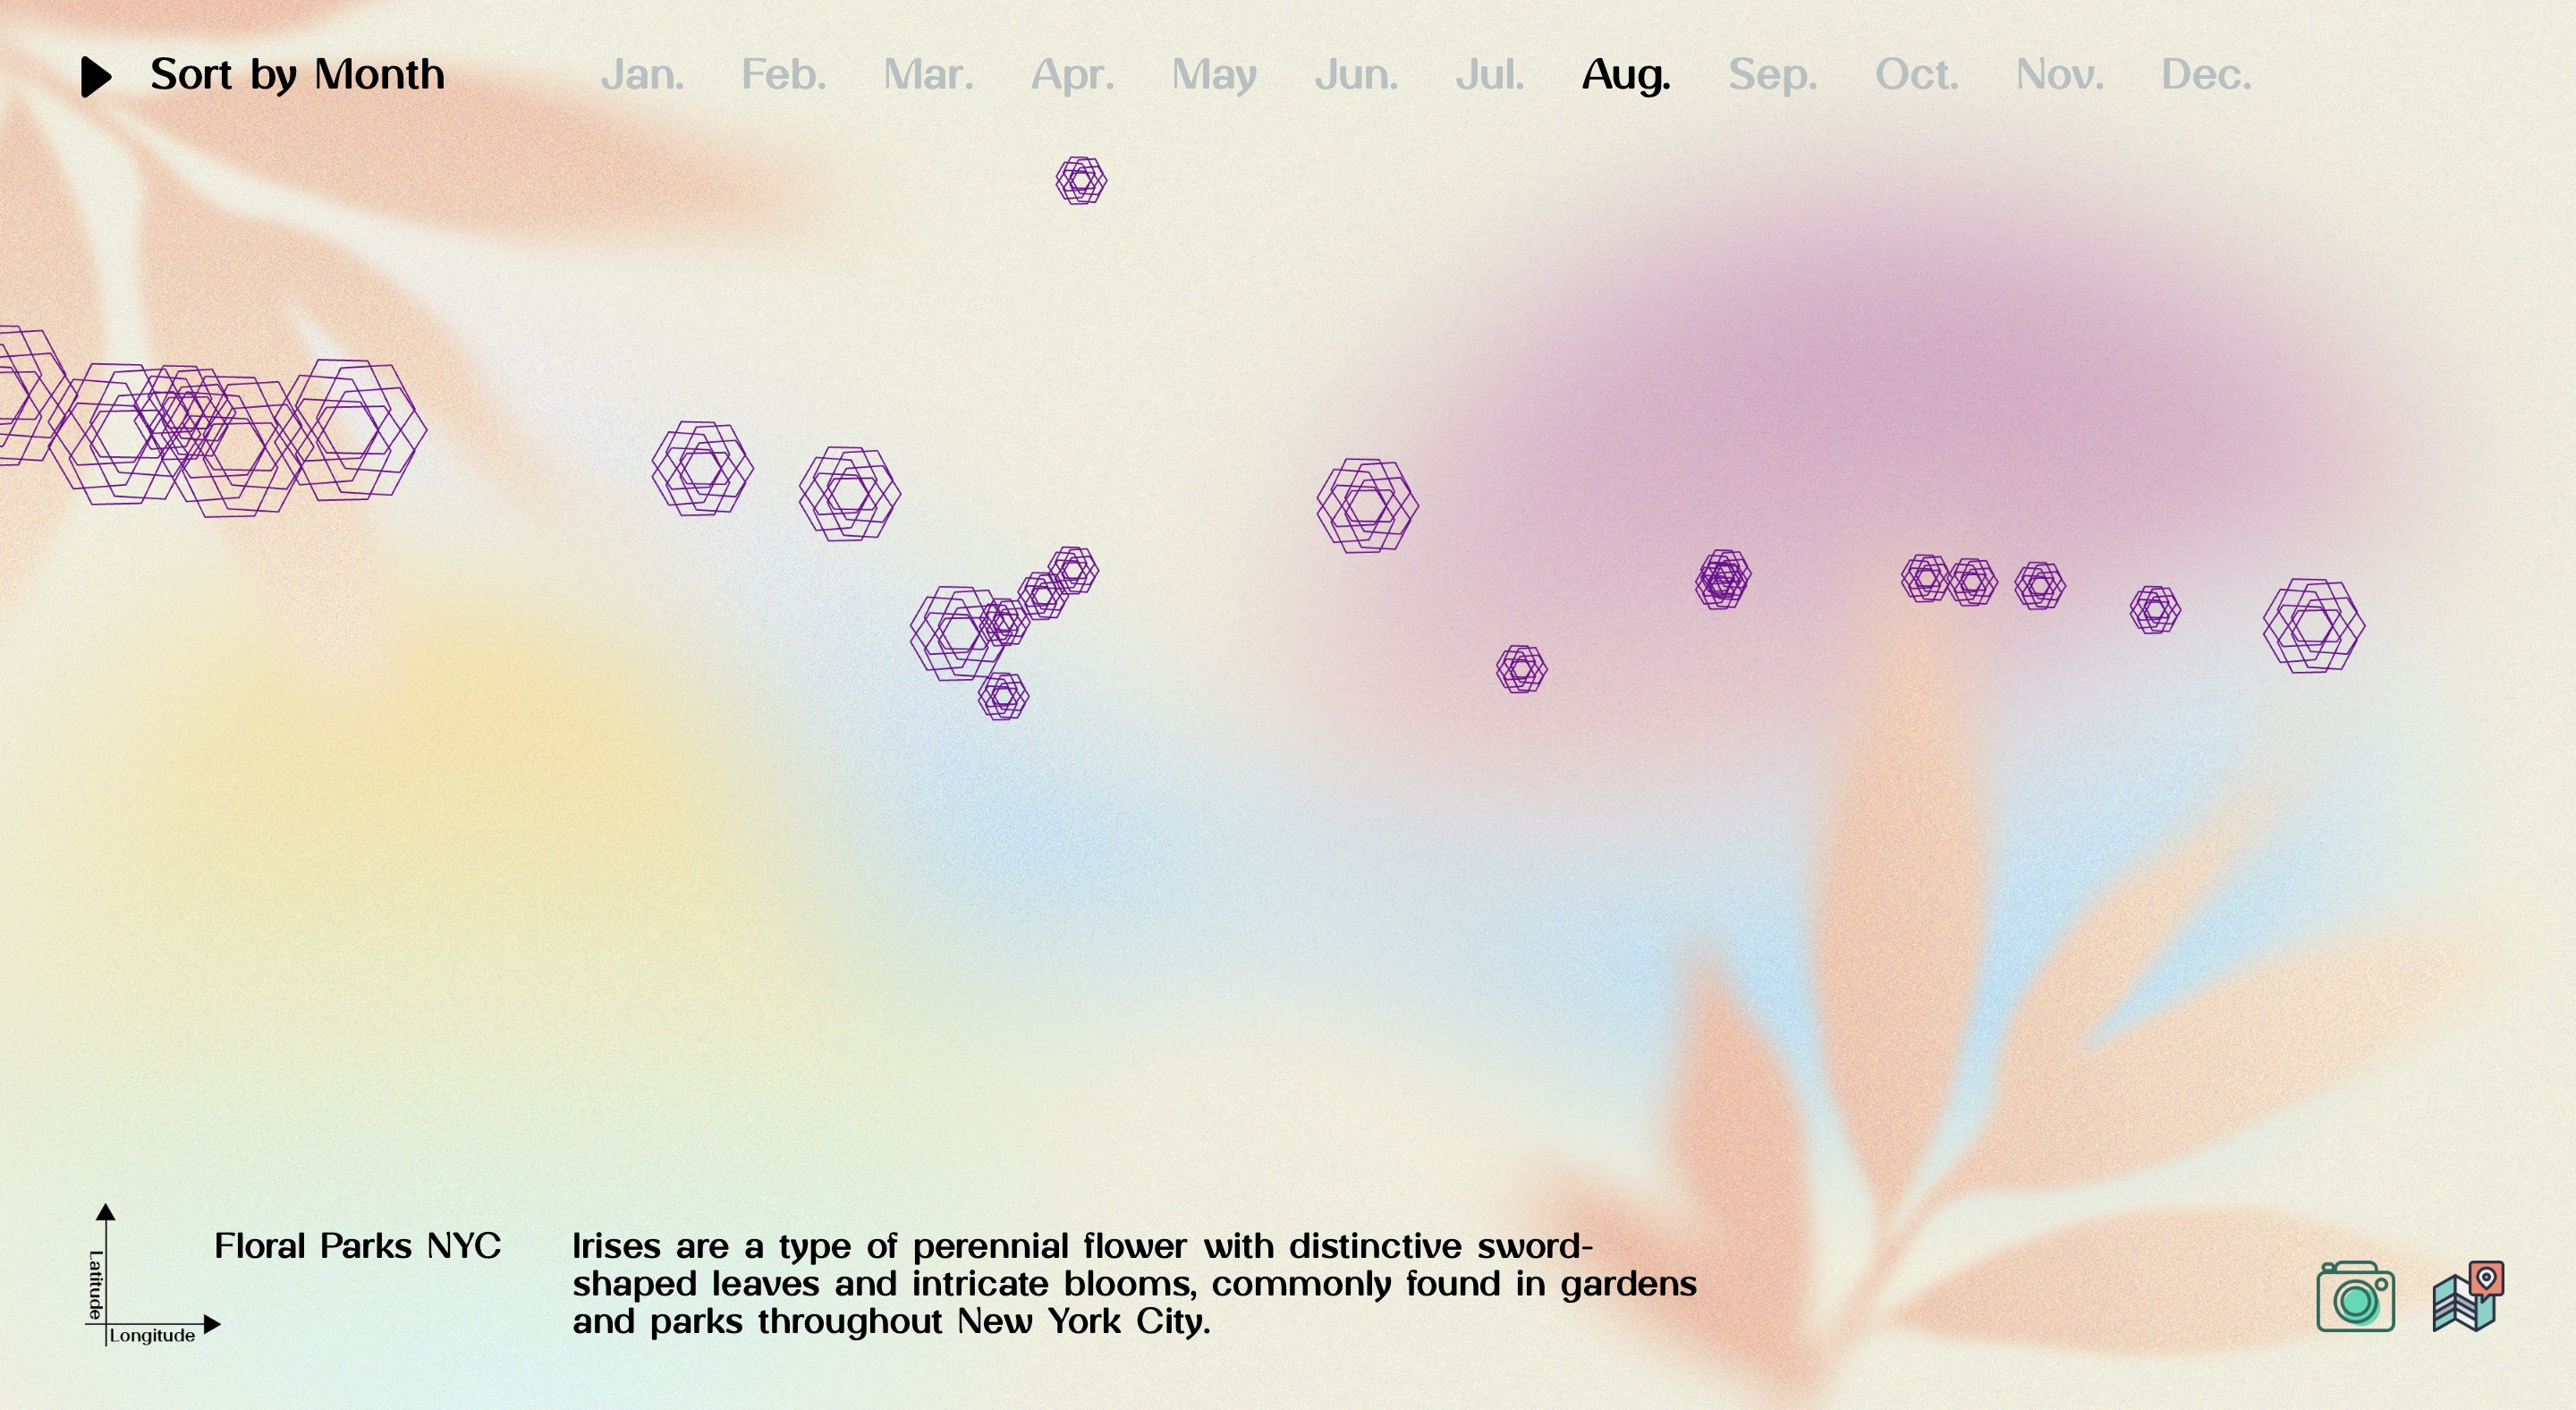 Sort by Month
Jan. Feb. Mar. Apr. May Jun. Jul. Aug. Sep. Oct. Nov. Dec.
Latitude
Longitude
Floral Parks NYC
Irises are a type of perennial flower with distinctive sword-
shaped leaves and intricate blooms, commonly found in gardens
and parks throughout New York City.